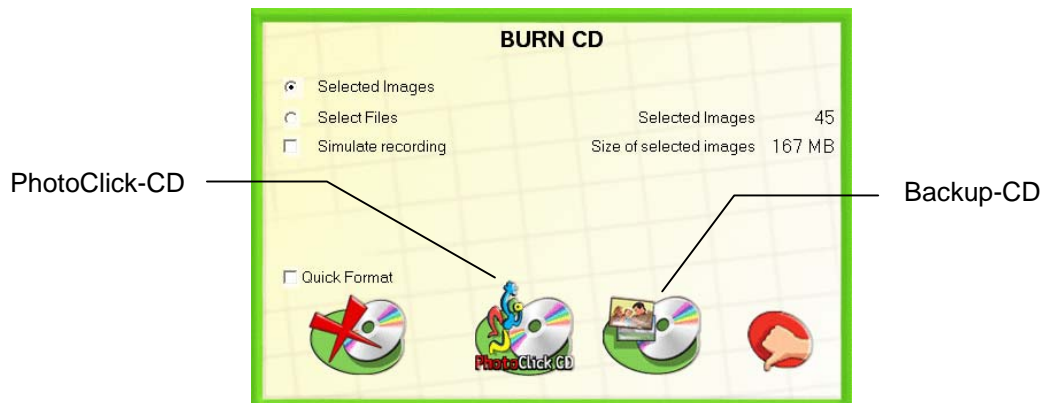 BURN CD
Selected Images
Select Files
Selected Images 45
Simulate recording
Size of selected images 167 MB
PhotoClick-CD
Backup-CD
Quick Format
PhotoClick CD